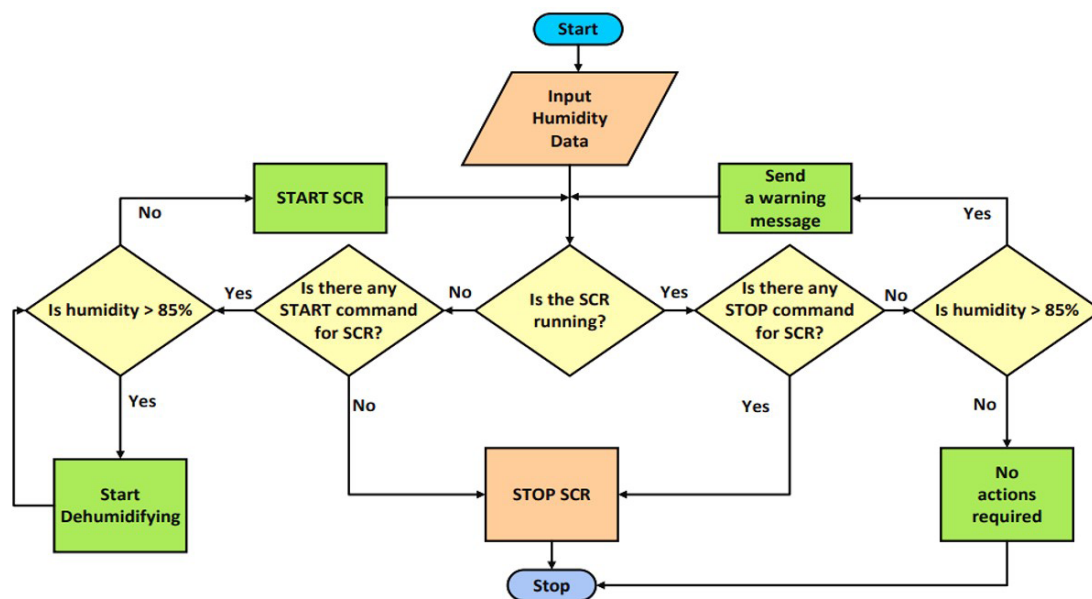 Start
Input
Humidity
Data
START SCR
Send
a warning
message
No
Yes
Is humidity > 85%
Yes
Is there any
START command
for SCR?
No
Is the SCR
running?
Yes
Is there any
STOP command
for SCR?
No
Is humidity > 85%
Yes
No
Yes
No
Start
Dehumidifying
STOP SCR
No
actions
required
Stop